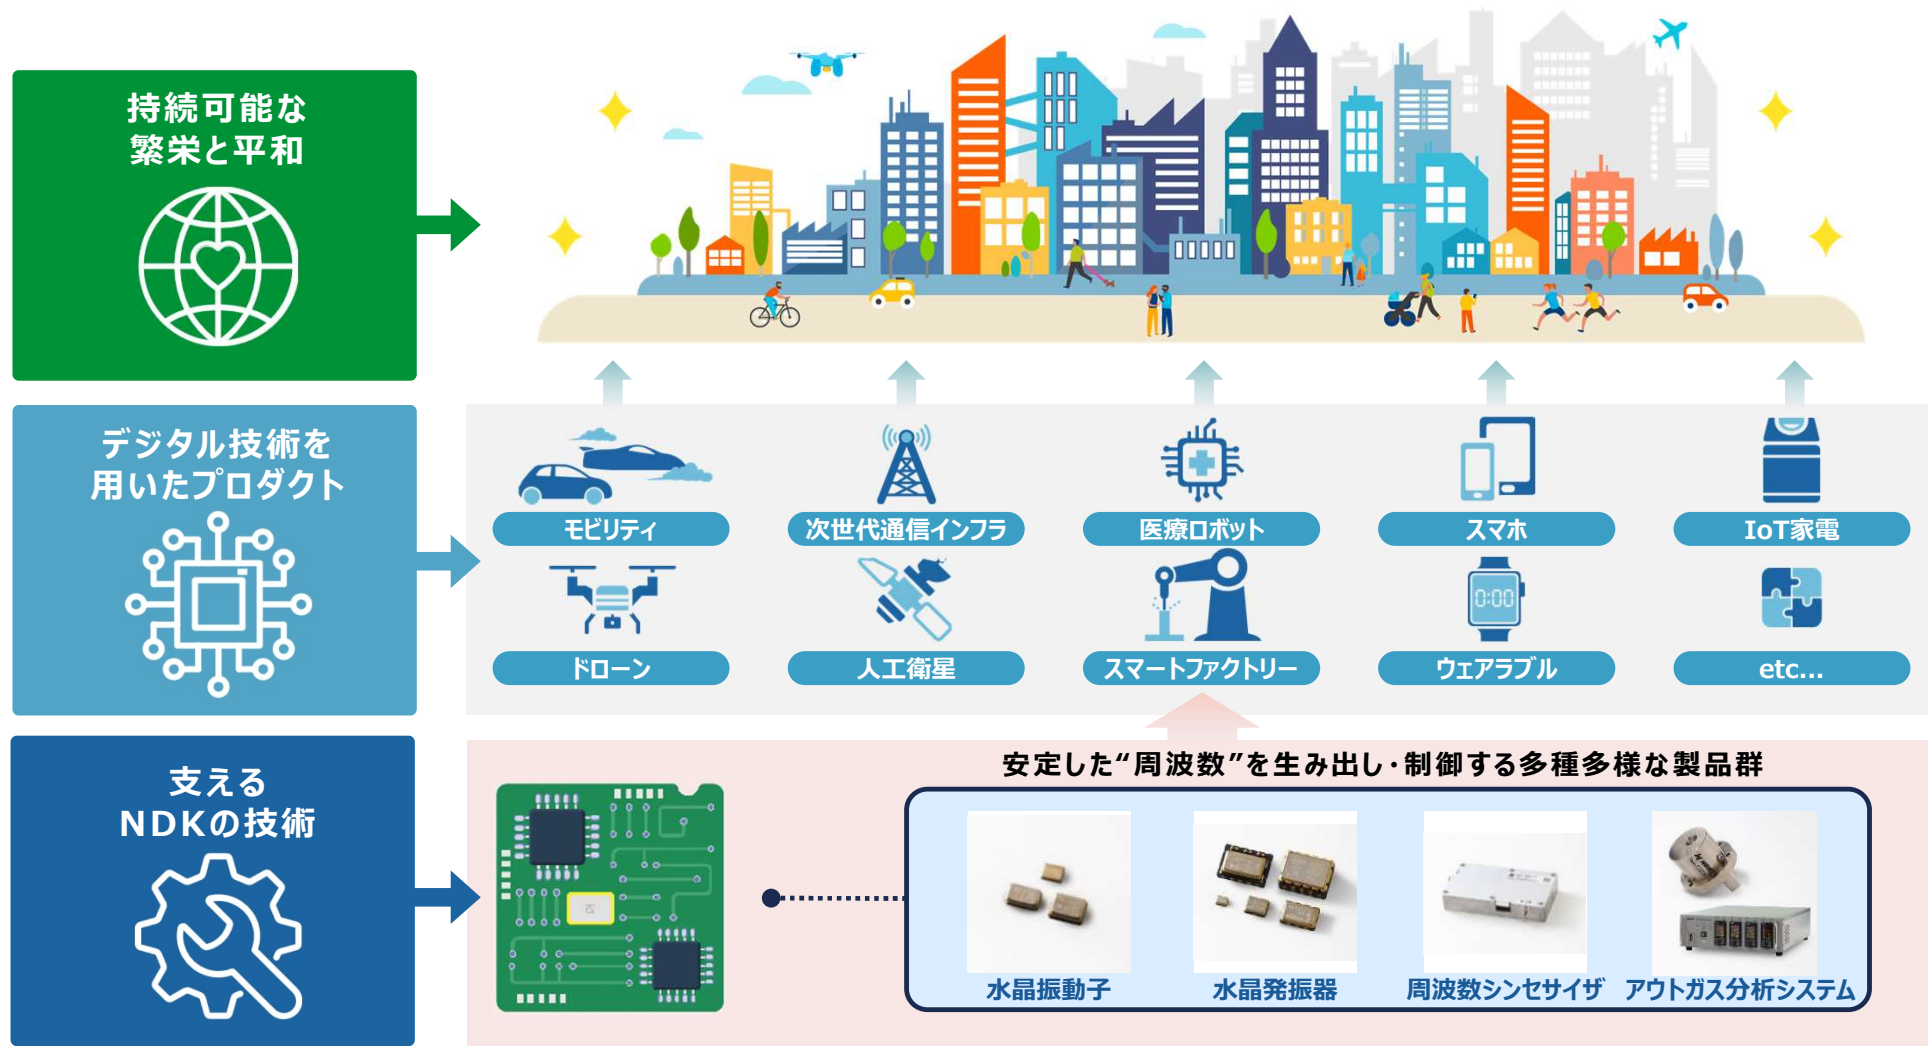 持続可能な
繁栄と平和
デジタル技術を
用いたプロダクト
モビリティ
次世代通信インフラ
医療ロボット
スマホ
IoT家電
0:00
ドローン
人工衛星
スマートファクトリー
ウェアラブル
etc...
支える
NDKの技術
安定した“周波数”を生み出し・制御する多種多様な製品群
水晶振動子
水晶発振器
周波数シンセサイザ
アウトガス分析システム